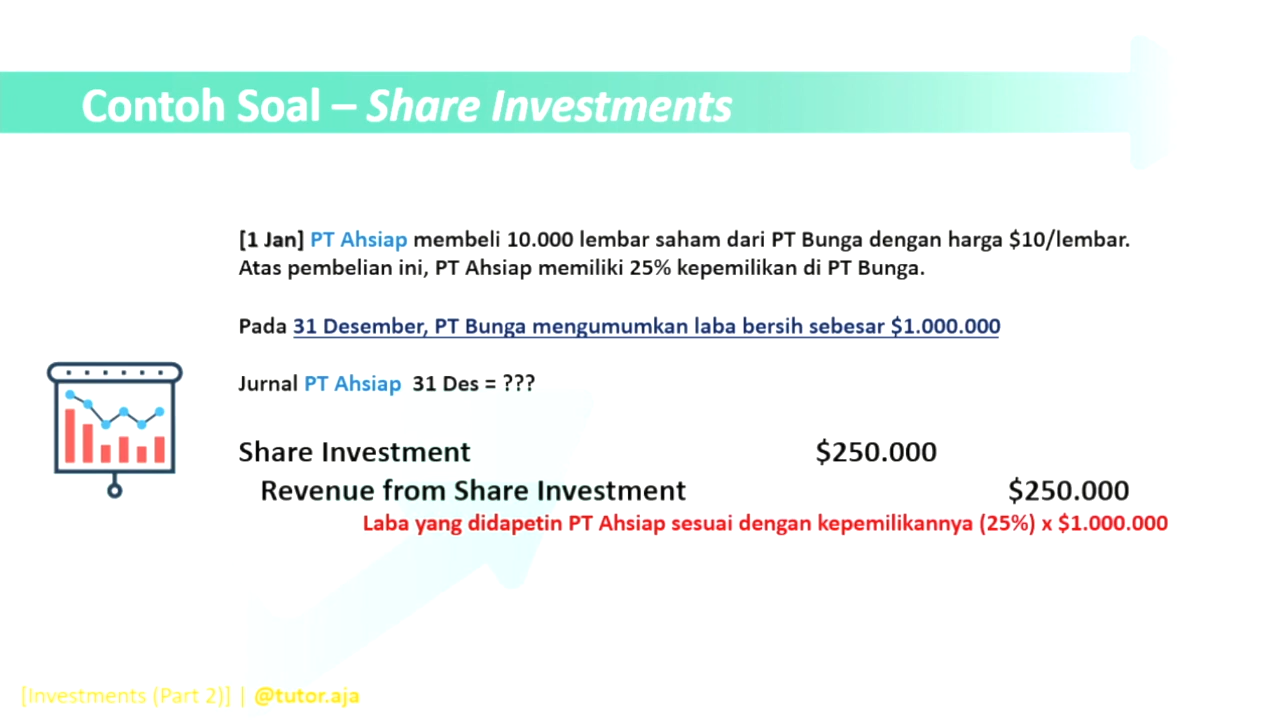 Contoh Soal – Share Investments
[1 Jan] PT Ahsiap membeli 10.000 lembar saham dari PT Bunga dengan harga $10/lembar.
Atas pembelian ini, PT Ahsiap memiliki 25% kepemilikan di PT Bunga.
Pada 31 Desember, PT Bunga mengumumkan laba bersih sebesar $1.000.000
Jurnal PT Ahsiap 31 Des = ???
Share Investment $250.000
Revenue from Share Investment $250.000
Laba yang didapetin PT Ahsiap sesuai dengan kepemilikannya (25%) x $1.000.000
[Investments (Part 2)] | @tutor.aja